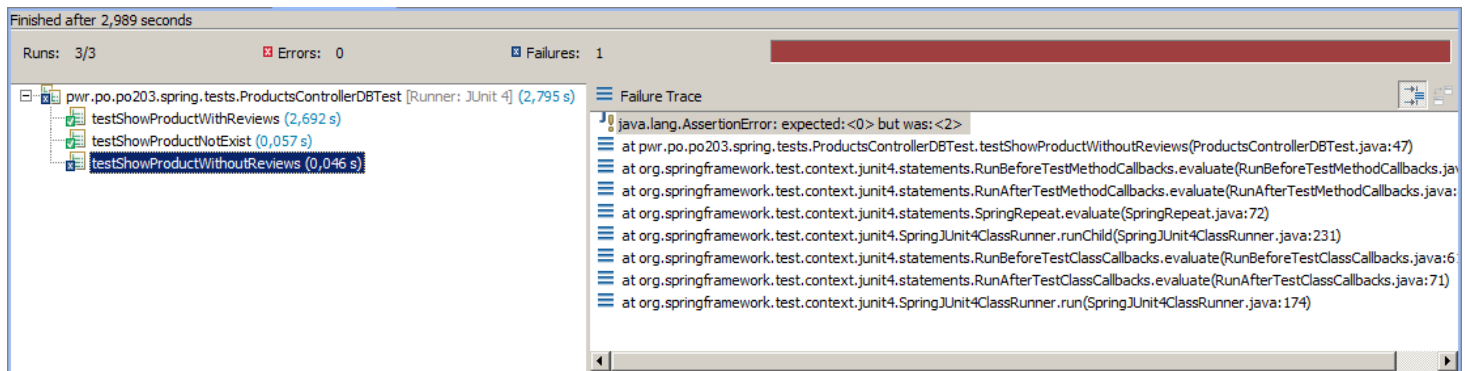 Finished after 2,989 seconds
Runs: 3/3 Errors: 0 Failures: 1
pwr.po.po203.spring.tests.ProductsControllerDBTest [Runner: JUnit 4] (2,795 s)
testShowProductWithReviews (2,692 s)
testShowProductNotExist (0,057 s)
testShowProductWithoutReviews (0,046 s)
Failure Trace
java.lang.AssertionError: expected:<0> but was:<2>
at pwr.po.po203.spring.tests.ProductsControllerDBTest.testShowProductWithoutReviews(ProductsControllerDBTest.java:47)
at org.springframework.test.context.junit4.statements.RunBeforeTestMethodCallbacks.evaluate(RunBeforeTestMethodCallbacks.jav
at org.springframework.test.context.junit4.statements.RunAfterTestMethodCallbacks.evaluate(RunAfterTestMethodCallbacks.java:
at org.springframework.test.context.junit4.statements.SpringRepeat.evaluate(SpringRepeat.java:72)
at org.springframework.test.context.junit4.SpringJUnit4ClassRunner.runChild(SpringJUnit4ClassRunner.java:231)
at org.springframework.test.context.junit4.statements.RunBeforeTestClassCallbacks.evaluate(RunBeforeTestClassCallbacks.java:6
at org.springframework.test.context.junit4.statements.RunAfterTestClassCallbacks.evaluate(RunAfterTestClassCallbacks.java:71)
at org.springframework.test.context.junit4.SpringJUnit4ClassRunner.run(SpringJUnit4ClassRunner.java:174)